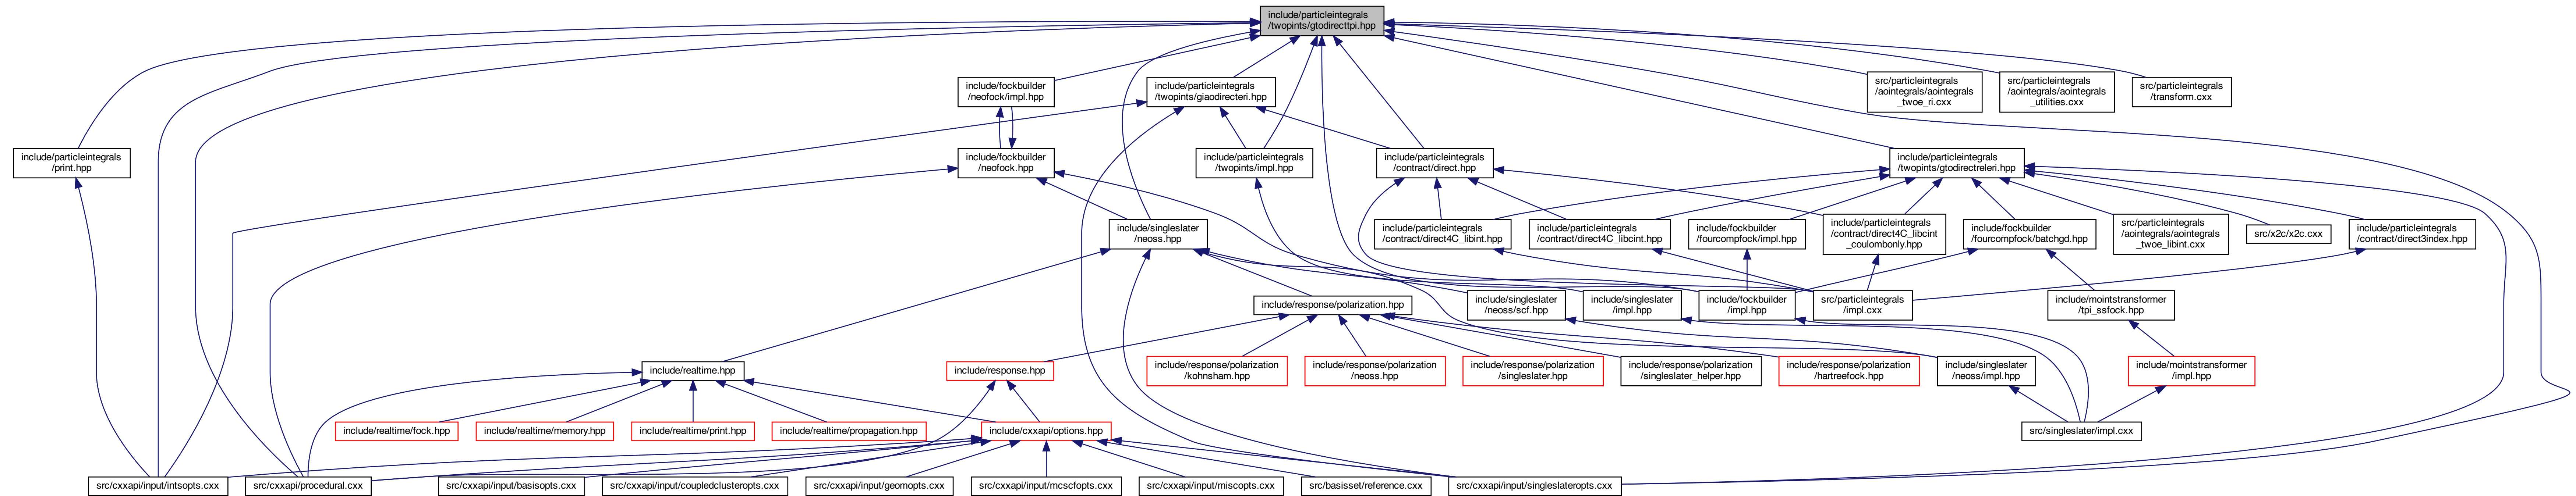 include/particleintegrals
/twopints/gtodirecttpi.hpp
include/fockbuilder
/neofock/impl.hpp
include/particleintegrals
/twopints/giaodirecteri.hpp
src/particleintegrals
/aointegrals/aointegrals
_twoe_ri.cxx
src/particleintegrals
/aointegrals/aointegrals
_utilities.cxx
src/particleintegrals
/transform.cxx
include/particleintegrals
/print.hpp
include/fockbuilder
/neofock.hpp
include/particleintegrals
/twopints/impl.hpp
include/particleintegrals
/contract/direct.hpp
include/particleintegrals
/twopints/gtodirectreleri.hpp
include/singleslater
/neoss.hpp
include/particleintegrals
/contract/direct4C_libint.hpp
include/particleintegrals
/contract/direct4C_libcint.hpp
include/fockbuilder
/fourcompfock/impl.hpp
include/particleintegrals
/contract/direct4C_libcint
_coulombonly.hpp
include/fockbuilder
/fourcompfock/batchgd.hpp
src/particleintegrals
/aointegrals/aointegrals
_twoe_libint.cxx
src/x2c/x2c.cxx
include/particleintegrals
/contract/direct3index.hpp
include/response/polarization.hpp
include/singleslater
/neoss/scf.hpp
include/singleslater
/impl.hpp
include/fockbuilder
/impl.hpp
src/particleintegrals
/impl.cxx
include/mointstransformer
/tpi_ssfock.hpp
include/realtime.hpp
include/response.hpp
include/response/polarization
/kohnsham.hpp
include/response/polarization
/neoss.hpp
include/response/polarization
/singleslater.hpp
include/response/polarization
/singleslater_helper.hpp
include/response/polarization
/hartreefock.hpp
include/singleslater
/neoss/impl.hpp
include/mointstransformer
/impl.hpp
include/realtime/fock.hpp
include/realtime/memory.hpp
include/realtime/print.hpp
include/realtime/propagation.hpp
include/cxxapi/options.hpp
src/singleslater/impl.cxx
src/cxxapi/input/intsopts.cxx
src/cxxapi/procedural.cxx
src/cxxapi/input/basisopts.cxx
src/cxxapi/input/coupledclusteropts.cxx
src/cxxapi/input/geomopts.cxx
src/cxxapi/input/mcscfopts.cxx
src/cxxapi/input/miscopts.cxx
src/basisset/reference.cxx
src/cxxapi/input/singleslateropts.cxx